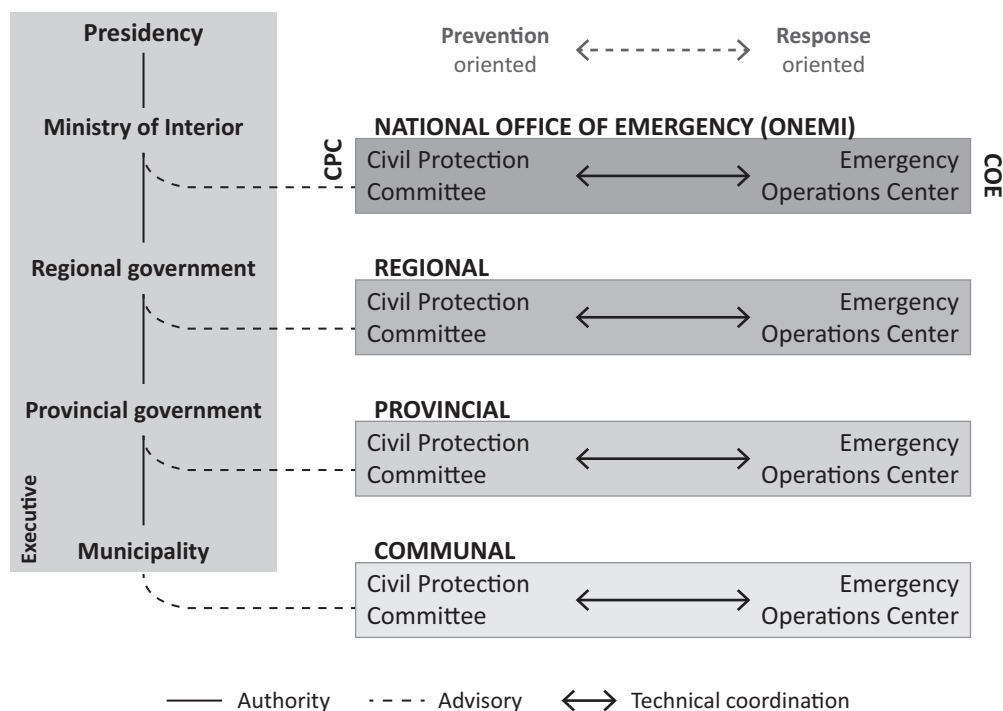 Presidency
Ministry of Interior
Regional government
Provincial government
Municipality
Executive
Prevention
oriented
Response
oriented
NATIONAL OFFICE OF EMERGENCY (ONEMI)
CPC
Civil Protection
Committee
Emergency
Operations Center
COE
REGIONAL
Civil Protection
Committee
Emergency
Operations Center
PROVINCIAL
Civil Protection
Committee
Emergency
Operations Center
COMMUNAL
Civil Protection
Committee
Emergency
Operations Center
Authority
Advisory
Technical coordination